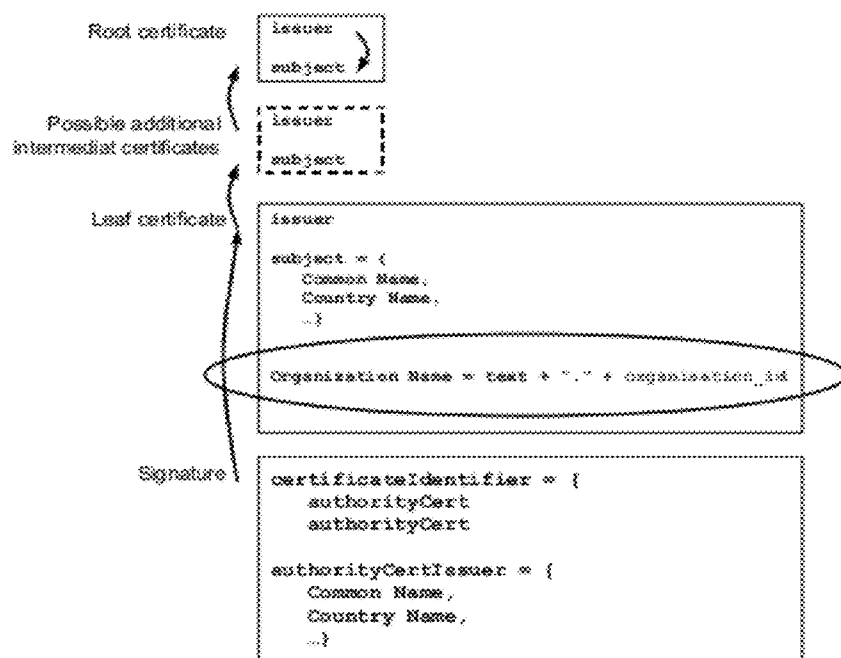 Root certificate
issuer
subject
Possible additional
intermediat certificates
issuer
subject
Leaf certificate
issuer
subject = {
Common Name,
Country Name,
…}
Organization Name = text + "." + organisation_id
Signature
certificateIdentifier = {
authorityCert
authorityCert
authorityCertIssuer = {
Common Name,
Country Name,
…}